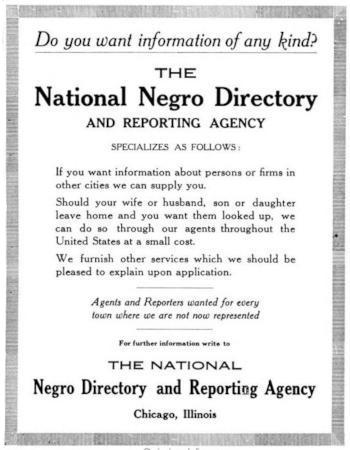 Do you want information of any kind?
THE
National Negro Directory
AND REPORTING AGENCY
SPECIALIZES AS FOLLOWS:
If you want information about persons or firms in
other cities we can supply you.
Should your wife or husband, son or daughter
leave home and you want them looked up, we
can do so through our agents throughout the
United States at a small cost.
We furnish other services which we should be
pleased to explain upon application.
Agents and Reporters wanted for every
town where we are not now represented
For further information write to
THE NATIONAL
Negro Directory and Reporting Agency
Chicago, Illinois